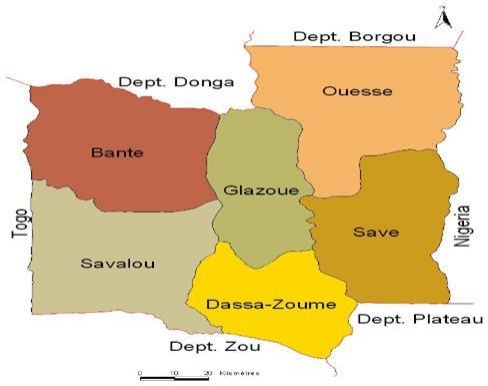 Dept. Borgou
Dept. Donga
Ouesse
Bante
Glazoue
Togo
Nigeria
Save
Savalou
Dassa-Zoume
Dept. Plateau
Dept. Zou
0 10 20 Kilomètres